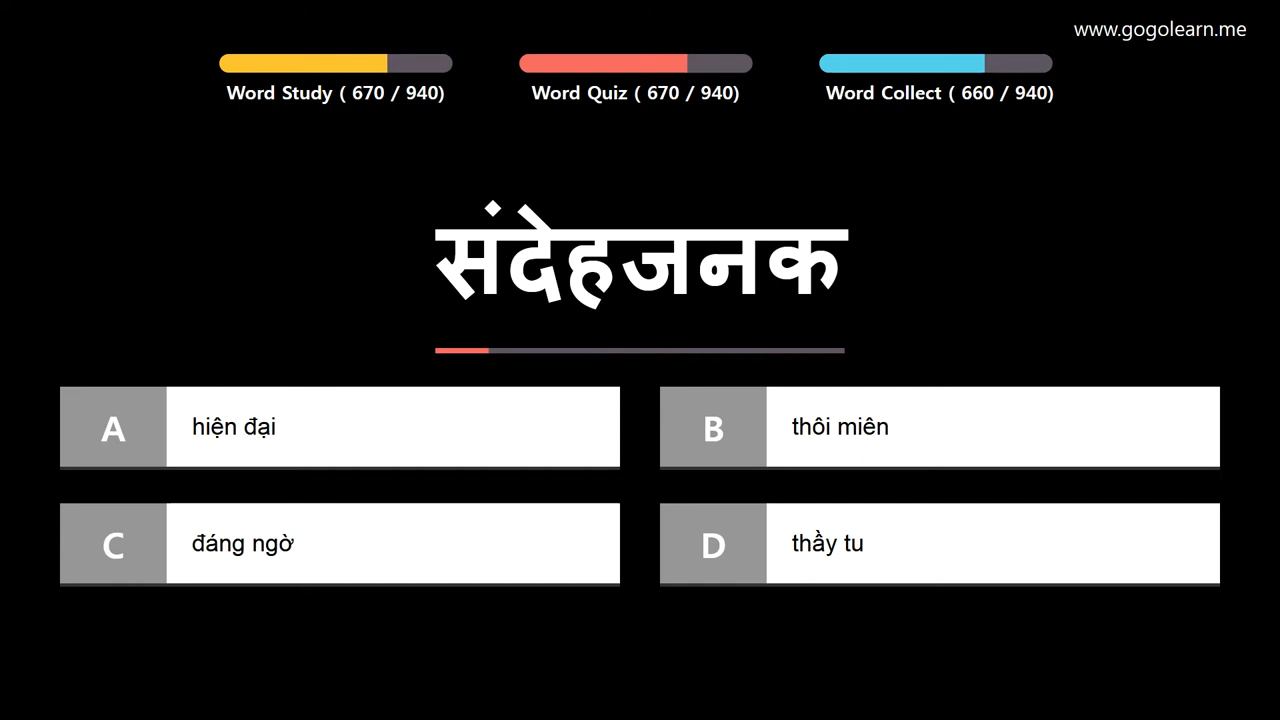 www.gogolearn.me
Word Study ( 670 / 940)
Word Quiz ( 670 / 940)
Word Collect ( 660 / 940)
संदेहजनक
A hiện đại
B thôi miên
C đáng ngờ
D thầy tu